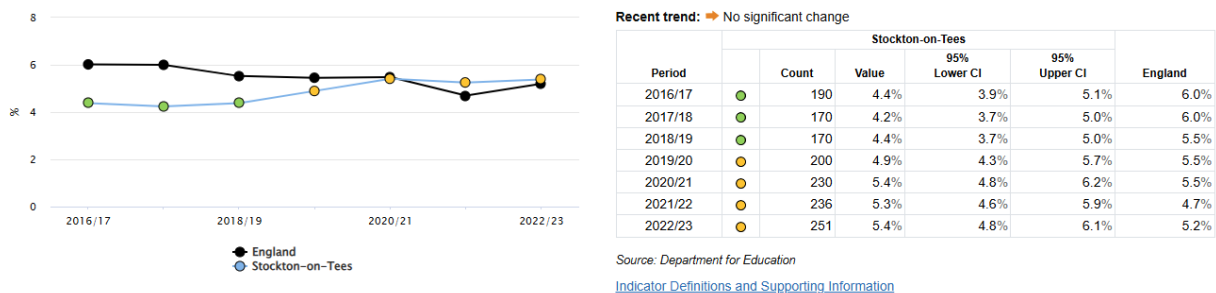 8
6
4
2
0
%
2016/17 2018/19 2020/21 2022/23
England
Stockton-on-Tees
Recent trend: No significant change
Stockton-on-Tees
Period Count Value 95% Lower CI 95% Upper CI England
2016/17 190 4.4% 3.9% 5.1% 6.0%
2017/18 170 4.2% 3.7% 5.0% 6.0%
2018/19 170 4.4% 3.7% 5.0% 5.5%
2019/20 200 4.9% 4.3% 5.7% 5.5%
2020/21 230 5.4% 4.8% 6.2% 5.5%
2021/22 236 5.3% 4.6% 5.9% 4.7%
2022/23 251 5.4% 4.8% 6.1% 5.2%
Source: Department for Education
Indicator Definitions and Supporting Information